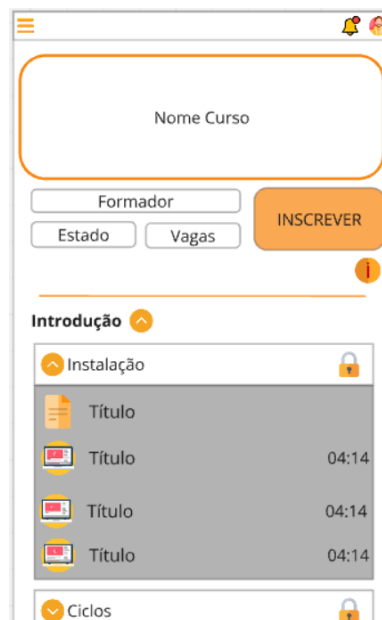 Nome Curso
Formador
Estado
Vagas
INSCREVER
i
Introdução
Instalação
Título
Título 04:14
Título 04:14
Título 04:14
Ciclos